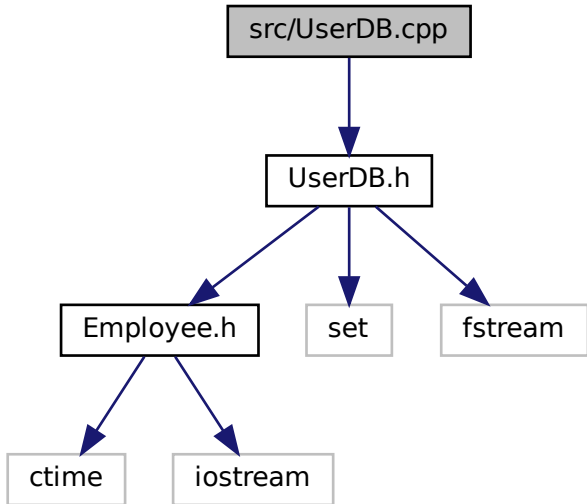 src/UserDB.cpp
UserDB.h
Employee.h
set
fstream
ctime
iostream